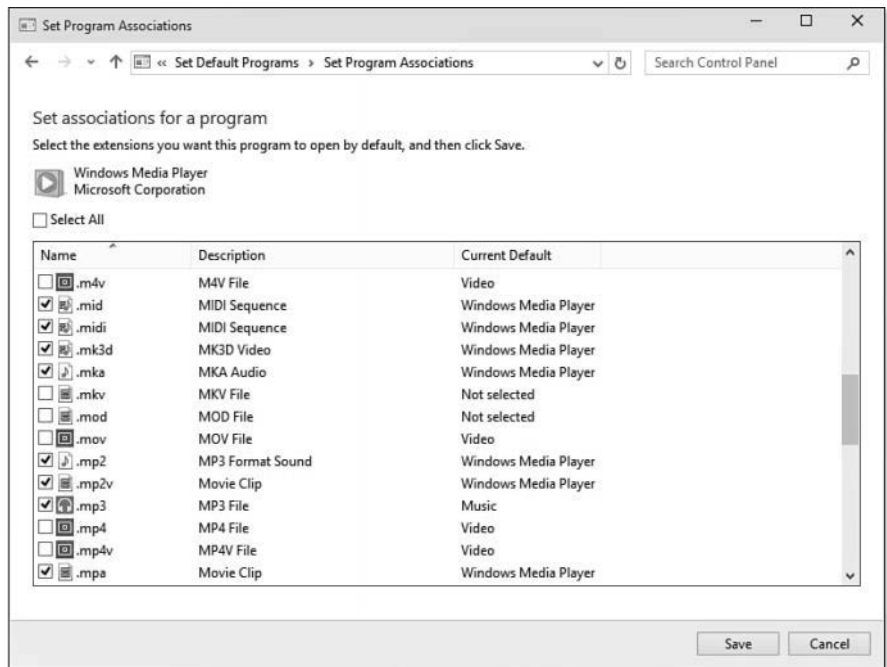 Set Program Associations
« Set Default Programs › Set Program Associations
Search Control Panel
Set associations for a program
Select the extensions you want this program to open by default, and then click Save.
Windows Media Player
Microsoft Corporation
Select All
Name Description Current Default
.m4v M4V File Video
.mid MIDI Sequence Windows Media Player
.midi MIDI Sequence Windows Media Player
.mk3d MK3D Video Windows Media Player
.mka MKA Audio Windows Media Player
.mkv MKV File Not selected
.mod MOD File Not selected
.mov MOV File Video
.mp2 MP3 Format Sound Windows Media Player
.mp2v Movie Clip Windows Media Player
.mp3 MP3 File Music
.mp4 MP4 File Video
.mp4v MP4V File Video
.mpa Movie Clip Windows Media Player
Save Cancel